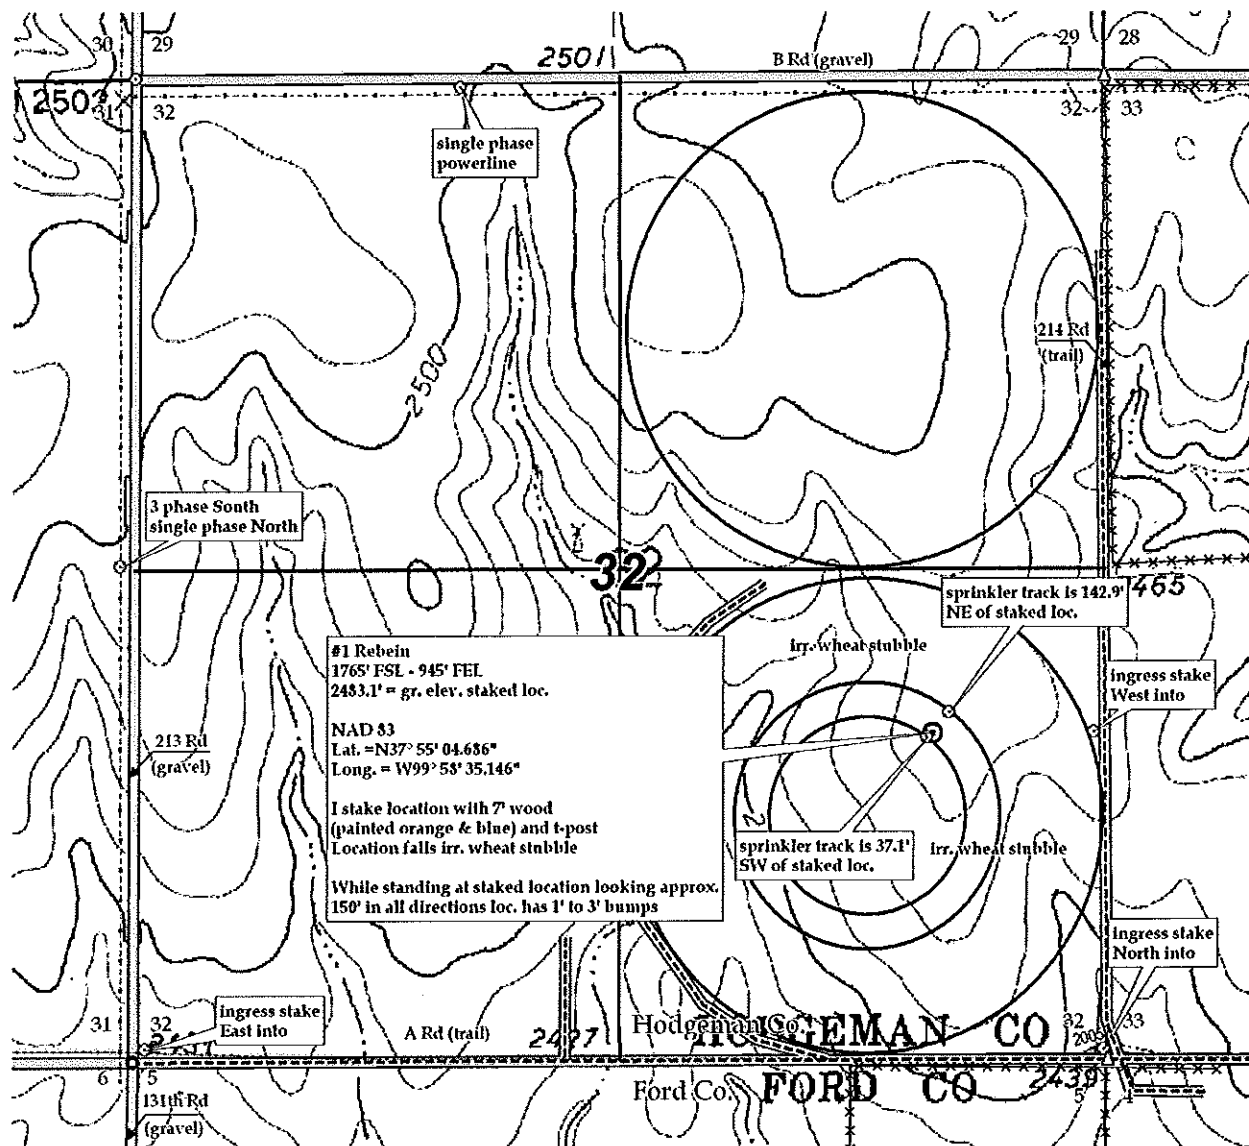 30 29
2501
B Rd (gravel)
29 28
31 32
32 33
single phase
powerline
214 Rd
(trail)
2500
3 phase South
single phase North
32
465
sprinkler track is 142.9'
NE of staked loc.
irr. wheat stubble
ingress stake
West into
#1 Rebein
1765' FSL - 945' FEL
2483.1' = gr. elev. staked loc.
NAD 83
Lat. =N37° 55' 04.686"
Long. = W99° 58' 35.146"
I stake location with 7' wood
(painted orange & blue) and t-post
Location falls irr. wheat stubble
While standing at staked location looking approx.
150' in all directions loc. has 1' to 3' bumps
213 Rd
(gravel)
sprinkler track is 37.1'
SW of staked loc.
irr. wheat stubble
ingress stake
North into
ingress stake
East into
31 32
A Rd (trail)
Hodgeman Co.
HODGEMAN CO
32 33
200
6 5
Ford Co.
FORD CO
2439
5
131th Rd
(gravel)